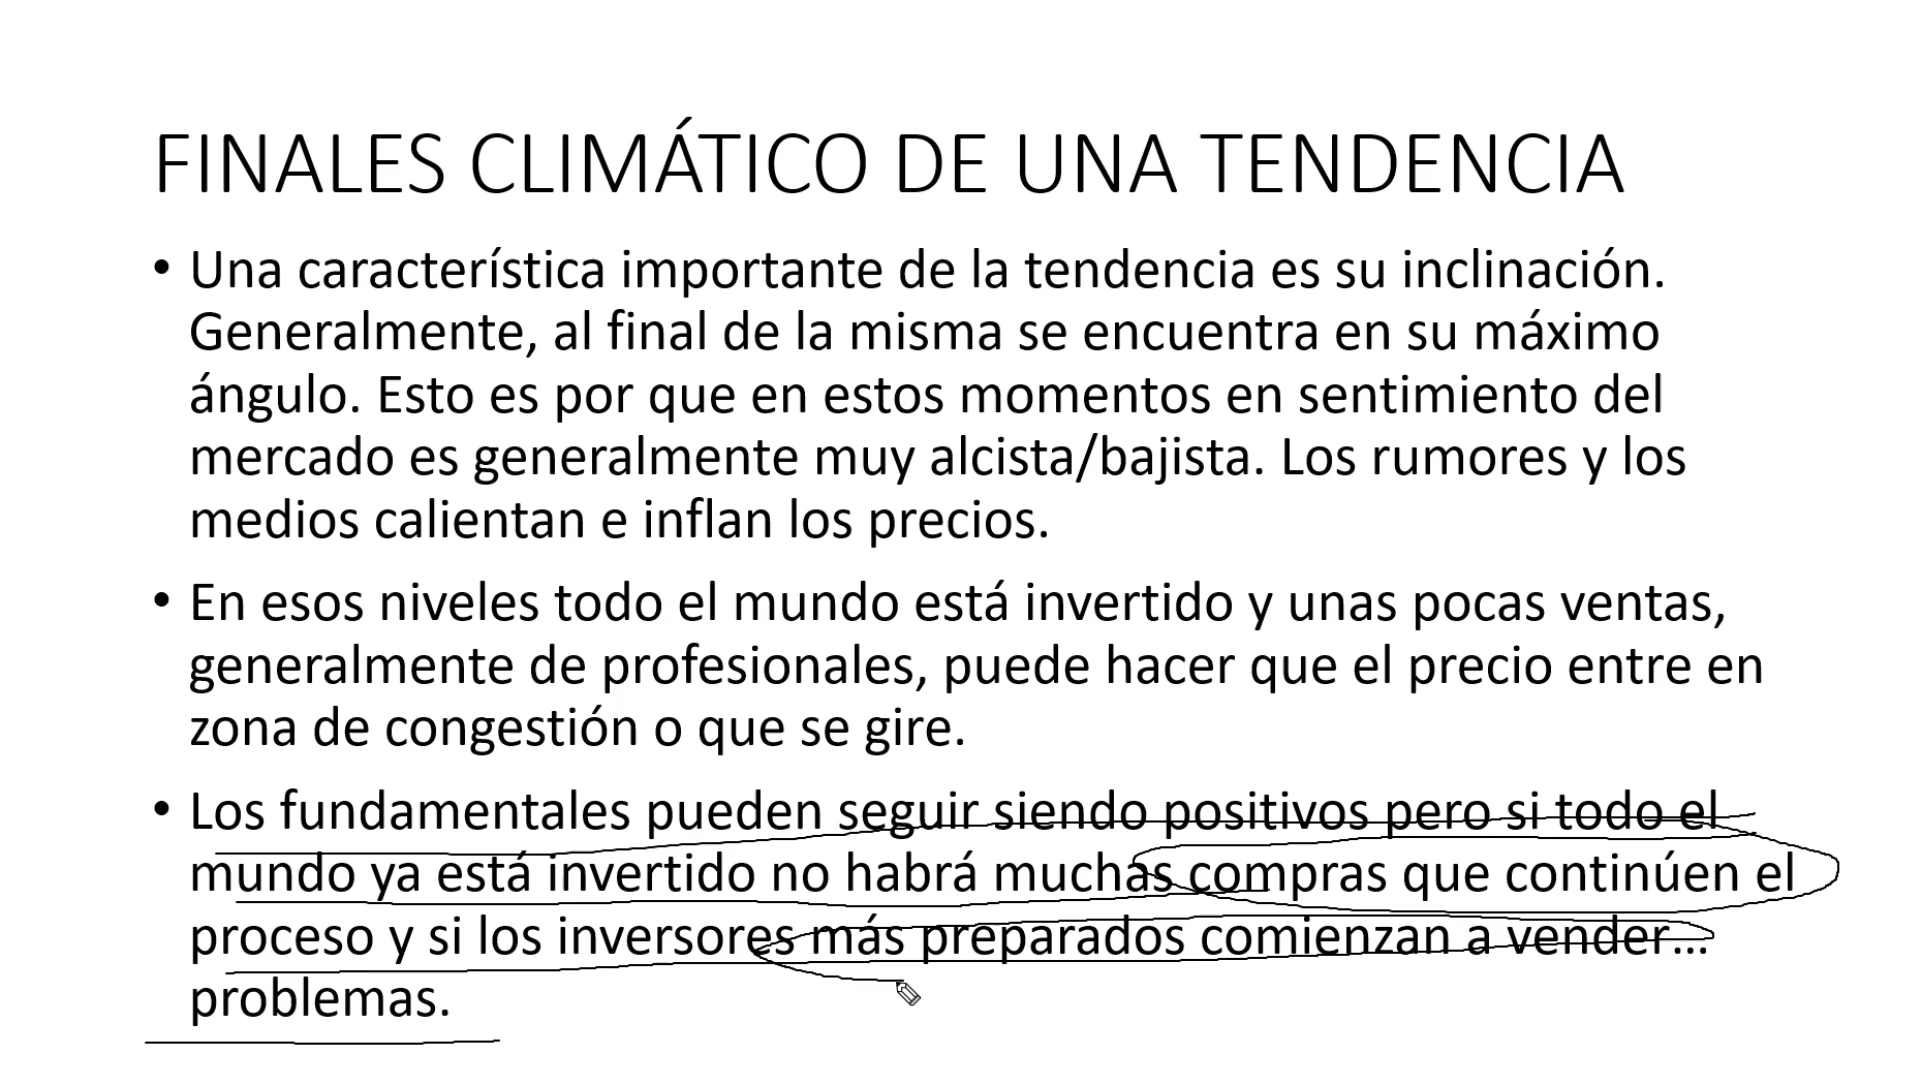 FINALES CLIMÁTICO DE UNA TENDENCIA
• Una característica importante de la tendencia es su inclinación.
Generalmente, al final de la misma se encuentra en su máximo
ángulo. Esto es por que en estos momentos en sentimiento del
mercado es generalmente muy alcista/bajista. Los rumores y los
medios calientan e inflan los precios.
• En esos niveles todo el mundo está invertido y unas pocas ventas,
generalmente de profesionales, puede hacer que el precio entre en
zona de congestión o que se gire.
• Los fundamentales pueden seguir siendo positivos pero si todo el
mundo ya está invertido no habrá muchas compras que continúen el
proceso y si los inversores más preparados comienzan a vender...
problemas.